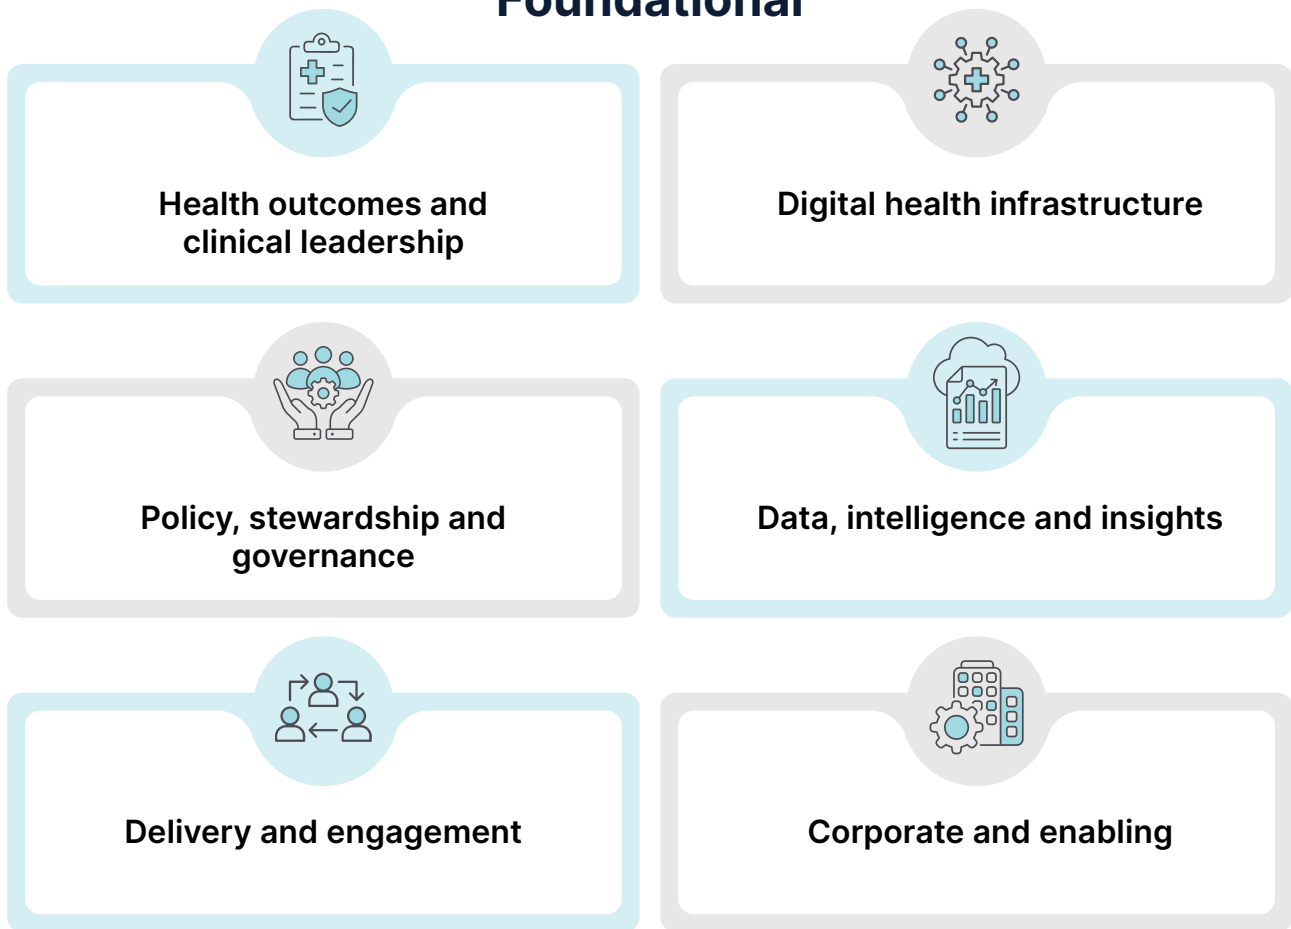 Foundational
Health outcomes and
clinical leadership
Digital health infrastructure
Policy, stewardship and
governance
Data, intelligence and insights
Delivery and engagement
Corporate and enabling